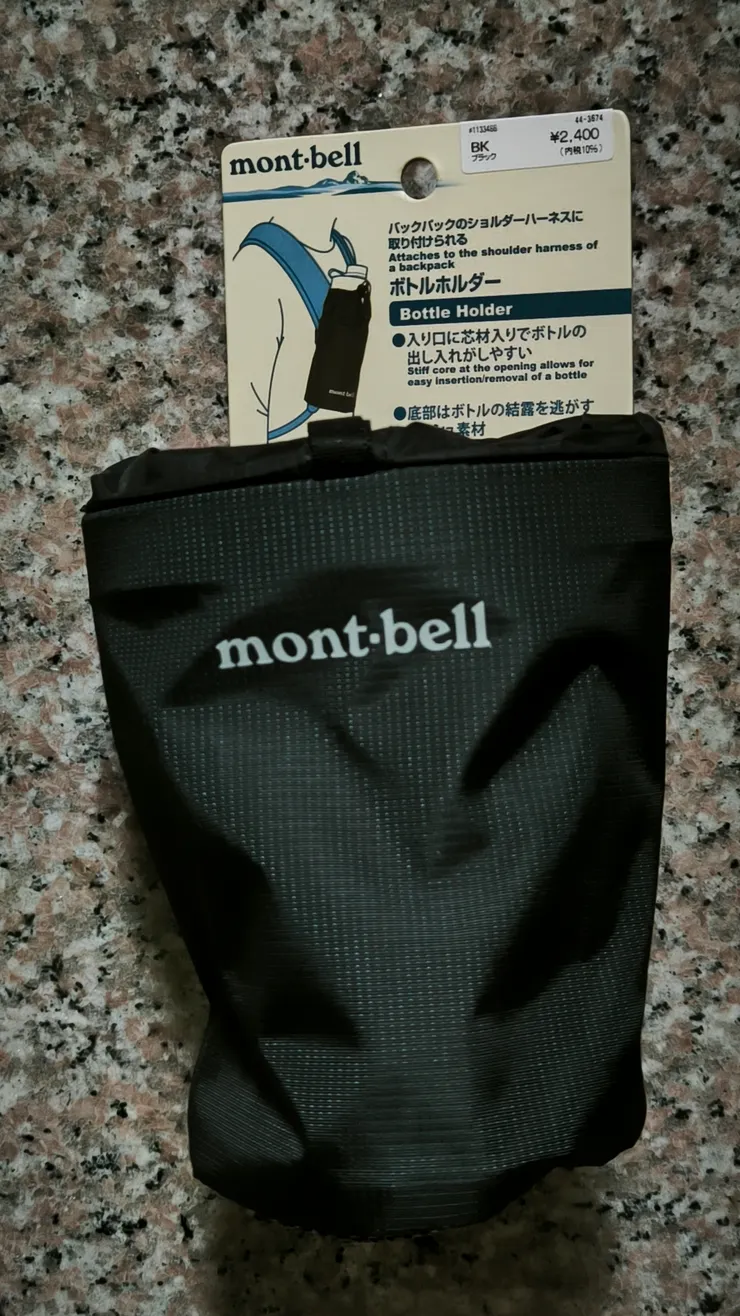 mont-bell
#1133466
44-3674
BK
¥2,400
ブラック
(内税10%)
バックパックのショルダーハーネスに
取り付けられる
Attaches to the shoulder harness of
a backpack
ボトルホルダー
Bottle Holder
●入り口に芯材入りでボトルの
出し入れがしやすい
Stiff core at the opening allows for
easy insertion/removal of a bottle
●底部はボトルの結露を逃がす
素材
mont-bell
mont-bell